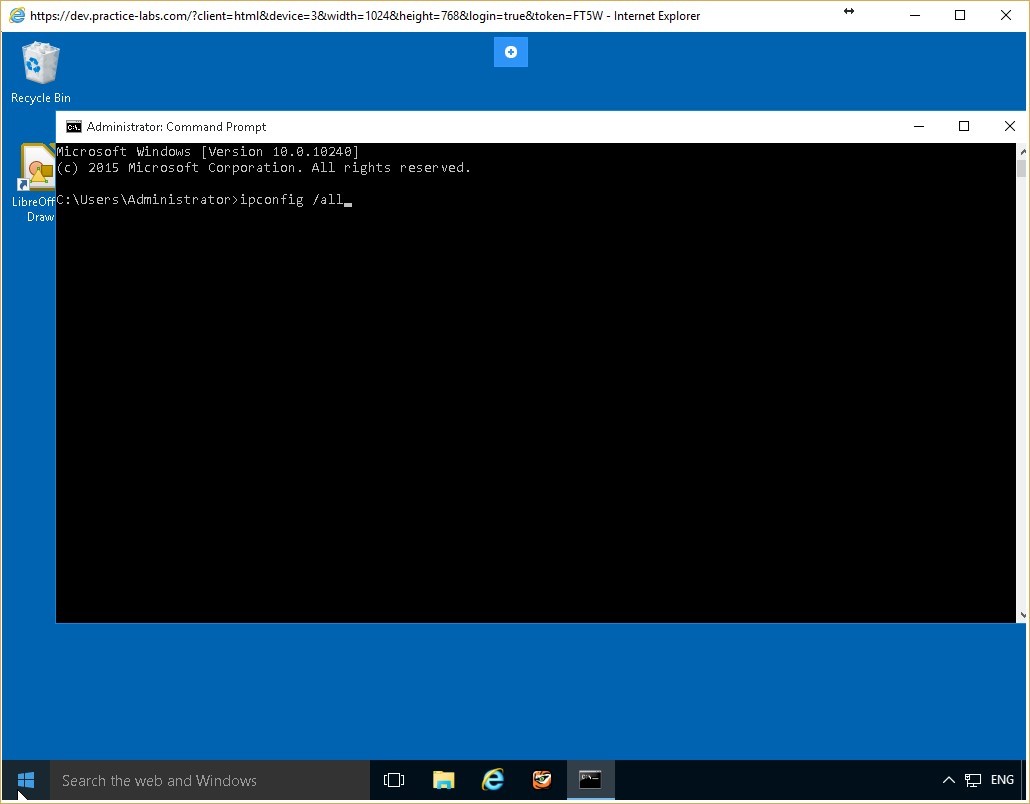 https://dev.practice-labs.com/?client=html&device=3&width=1024&height=768&login=true&token=FT5W - Internet Explorer
Recycle Bin
Administrator: Command Prompt
Microsoft Windows [Version 10.0.10240]
(c) 2015 Microsoft Corporation. All rights reserved.
C:\Users\Administrator>ipconfig /all
LibreOff
Draw
Search the web and Windows
ENG